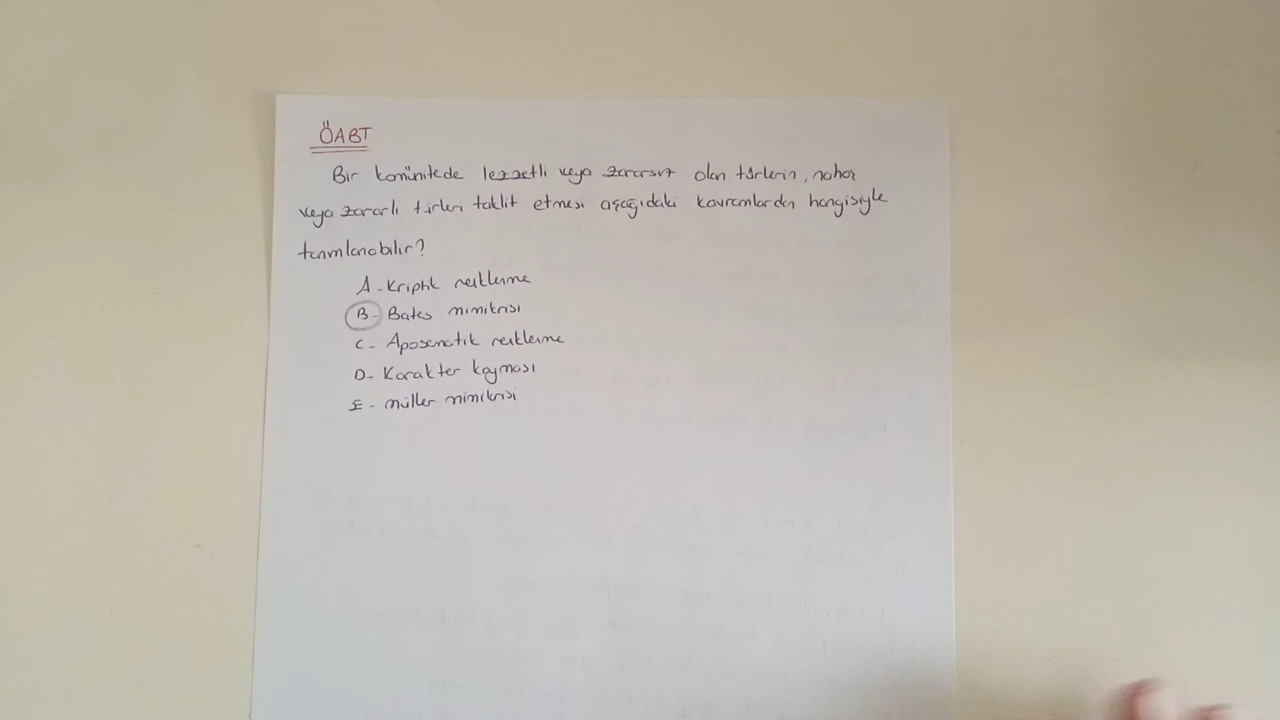 ÖABT
Bir komünitede lezzetli veya zararsız olan türlerin, nahoş
veya zararlı türleri taklit etmesi aşağıdaki kavramlardan hangisiyle
tanımlanabilir?
A - Kriptik renklenme
B - Bates mimikrisi
C - Aposematik renklenme
D - Karakter kayması
E - müller mimikrisi